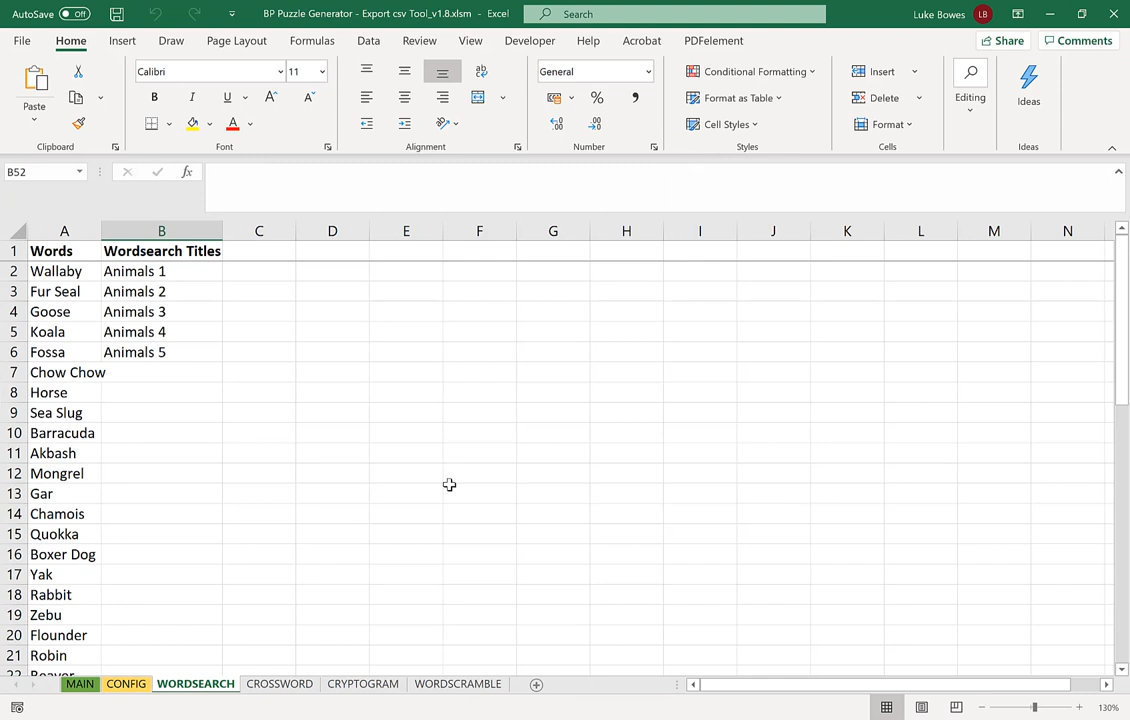 AutoSave Off BP Puzzle Generator - Export csv Tool_v1.8.xlsm - Excel Search Luke Bowes LB
File Home Insert Draw Page Layout Formulas Data Review View Developer Help Acrobat PDFelement Share Comments
Paste
Calibri 11
B I U A A
A
ab
General
% ,
Conditional Formatting
Format as Table
Cell Styles
Insert
Delete
Format
Editing
Ideas
Clipboard Font Alignment Number Styles Cells Ideas
B52 fx
A B C D E F G H I J K L M N
1 Words Wordsearch Titles
2 Wallaby Animals 1
3 Fur Seal Animals 2
4 Goose Animals 3
5 Koala Animals 4
6 Fossa Animals 5
7 Chow Chow
8 Horse
9 Sea Slug
10 Barracuda
11 Akbash
12 Mongrel
13 Gar
14 Chamois
15 Quokka
16 Boxer Dog
17 Yak
18 Rabbit
19 Zebu
20 Flounder
21 Robin
22 Beaver
MAIN CONFIG WORDSEARCH CROSSWORD CRYPTOGRAM WORDSCRAMBLE
130%